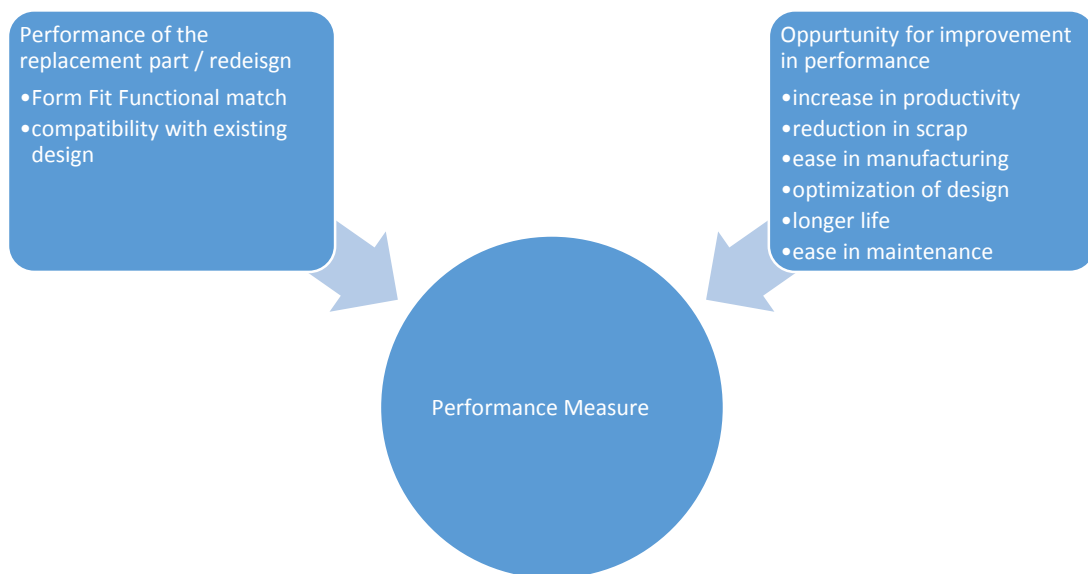 Performance of the
replacement part / redeisgn
•Form Fit Functional match
•compatibility with existing
design
Oppurtunity for improvement
in performance
•increase in productivity
•reduction in scrap
•ease in manufacturing
•optimization of design
•longer life
•ease in maintenance
Performance Measure